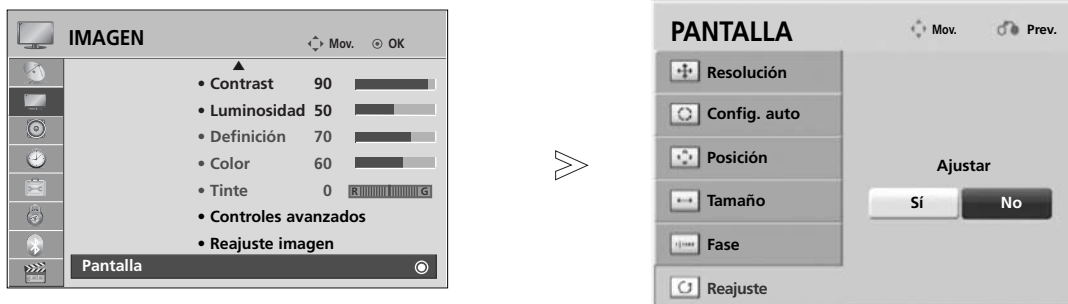 IMAGEN
Mov. OK
• Contrast 90
• Luminosidad 50
• Definición 70
• Color 60
• Tinte 0 R G
• Controles avanzados
• Reajuste imagen
Pantalla
PANTALLA
Mov. Prev.
Resolución
Config. auto
Posición
Tamaño
Fase
Reajuste
Ajustar
Sí No